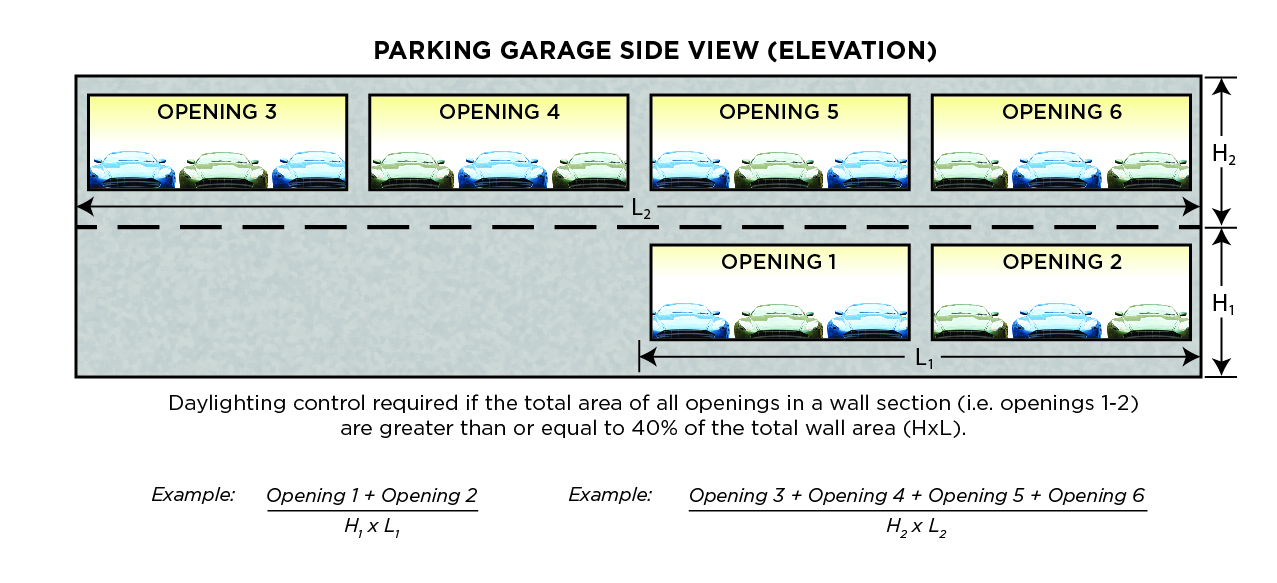 PARKING GARAGE SIDE VIEW (ELEVATION)
OPENING 3
OPENING 4
OPENING 5
OPENING 6
H2
L2
OPENING 1
OPENING 2
H1
L1
Daylighting control required if the total area of all openings in a wall section (i.e. openings 1-2)
are greater than or equal to 40% of the total wall area (HxL).
Example:
Opening 1 + Opening 2
H1 x L1
Example:
Opening 3 + Opening 4 + Opening 5 + Opening 6
H2 x L2